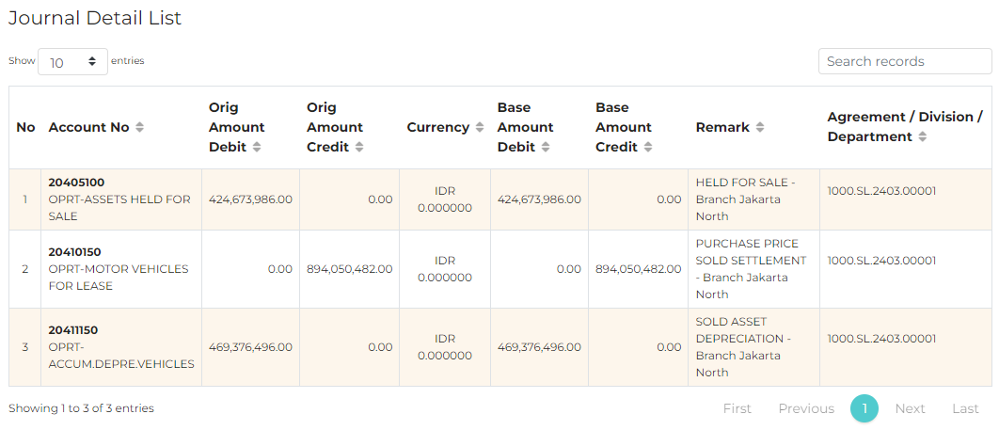 Journal Detail List
Show 10 entries
Search records
No Account No Orig Amount Debit Orig Amount Credit Currency Base Amount Debit Base Amount Credit Remark Agreement / Division / Department
1 20405100 OPRT-ASSETS HELD FOR SALE 424,673,986.00 0.00 IDR 0.000000 424,673,986.00 0.00 HELD FOR SALE - Branch Jakarta North 1000.SL.2403.00001
2 20410150 OPRT-MOTOR VEHICLES FOR LEASE 0.00 894,050,482.00 IDR 0.000000 0.00 894,050,482.00 PURCHASE PRICE SOLD SETTLEMENT - Branch Jakarta North 1000.SL.2403.00001
3 20411150 OPRT-ACCUM.DEPRE.VEHICLES 469,376,496.00 0.00 IDR 0.000000 469,376,496.00 0.00 SOLD ASSET DEPRECIATION - Branch Jakarta North 1000.SL.2403.00001
Showing 1 to 3 of 3 entries
First Previous 1 Next Last